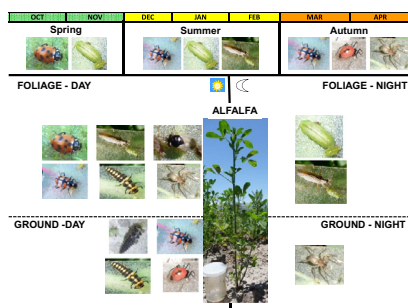 OCT NOV DEC JAN FEB MAR APR
Spring Summer Autumn
FOLIAGE - DAY FOLIAGE - NIGHT
ALFALFA
GROUND -DAY GROUND - NIGHT